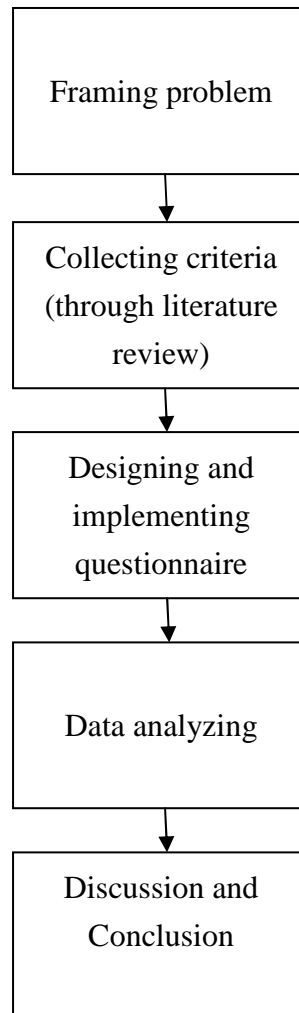 Framing problem
Collecting criteria
(through literature
review)
Designing and
implementing
questionnaire
Data analyzing
Discussion and
Conclusion